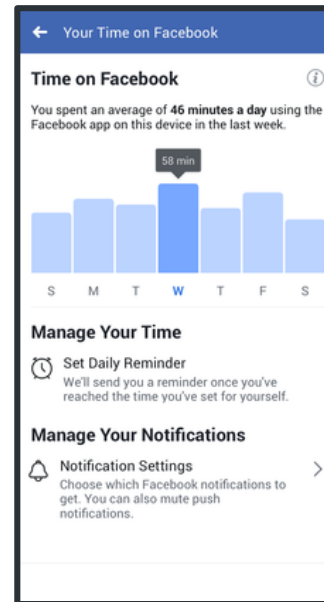 Your Time on Facebook
Time on Facebook
You spent an average of 46 minutes a day using the
Facebook app on this device in the last week.
58 min
S M T W T F S
Manage Your Time
Set Daily Reminder
We'll send you a reminder once you've
reached the time you've set for yourself.
Manage Your Notifications
Notification Settings
Choose which Facebook notifications to
get. You can also mute push
notifications.